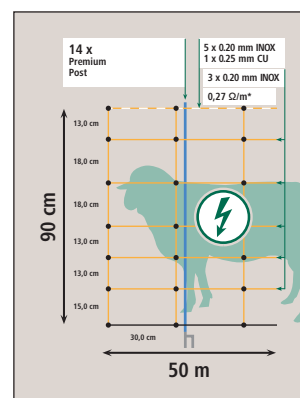 14 x
Premium
Post
5 x 0.20 mm INOX
1 x 0.25 mm CU
3 x 0.20 mm INOX
0,27 Ω/m*
90 cm
13,0 cm
18,0 cm
18,0 cm
13,0 cm
13,0 cm
15,0 cm
30,0 cm
50 m